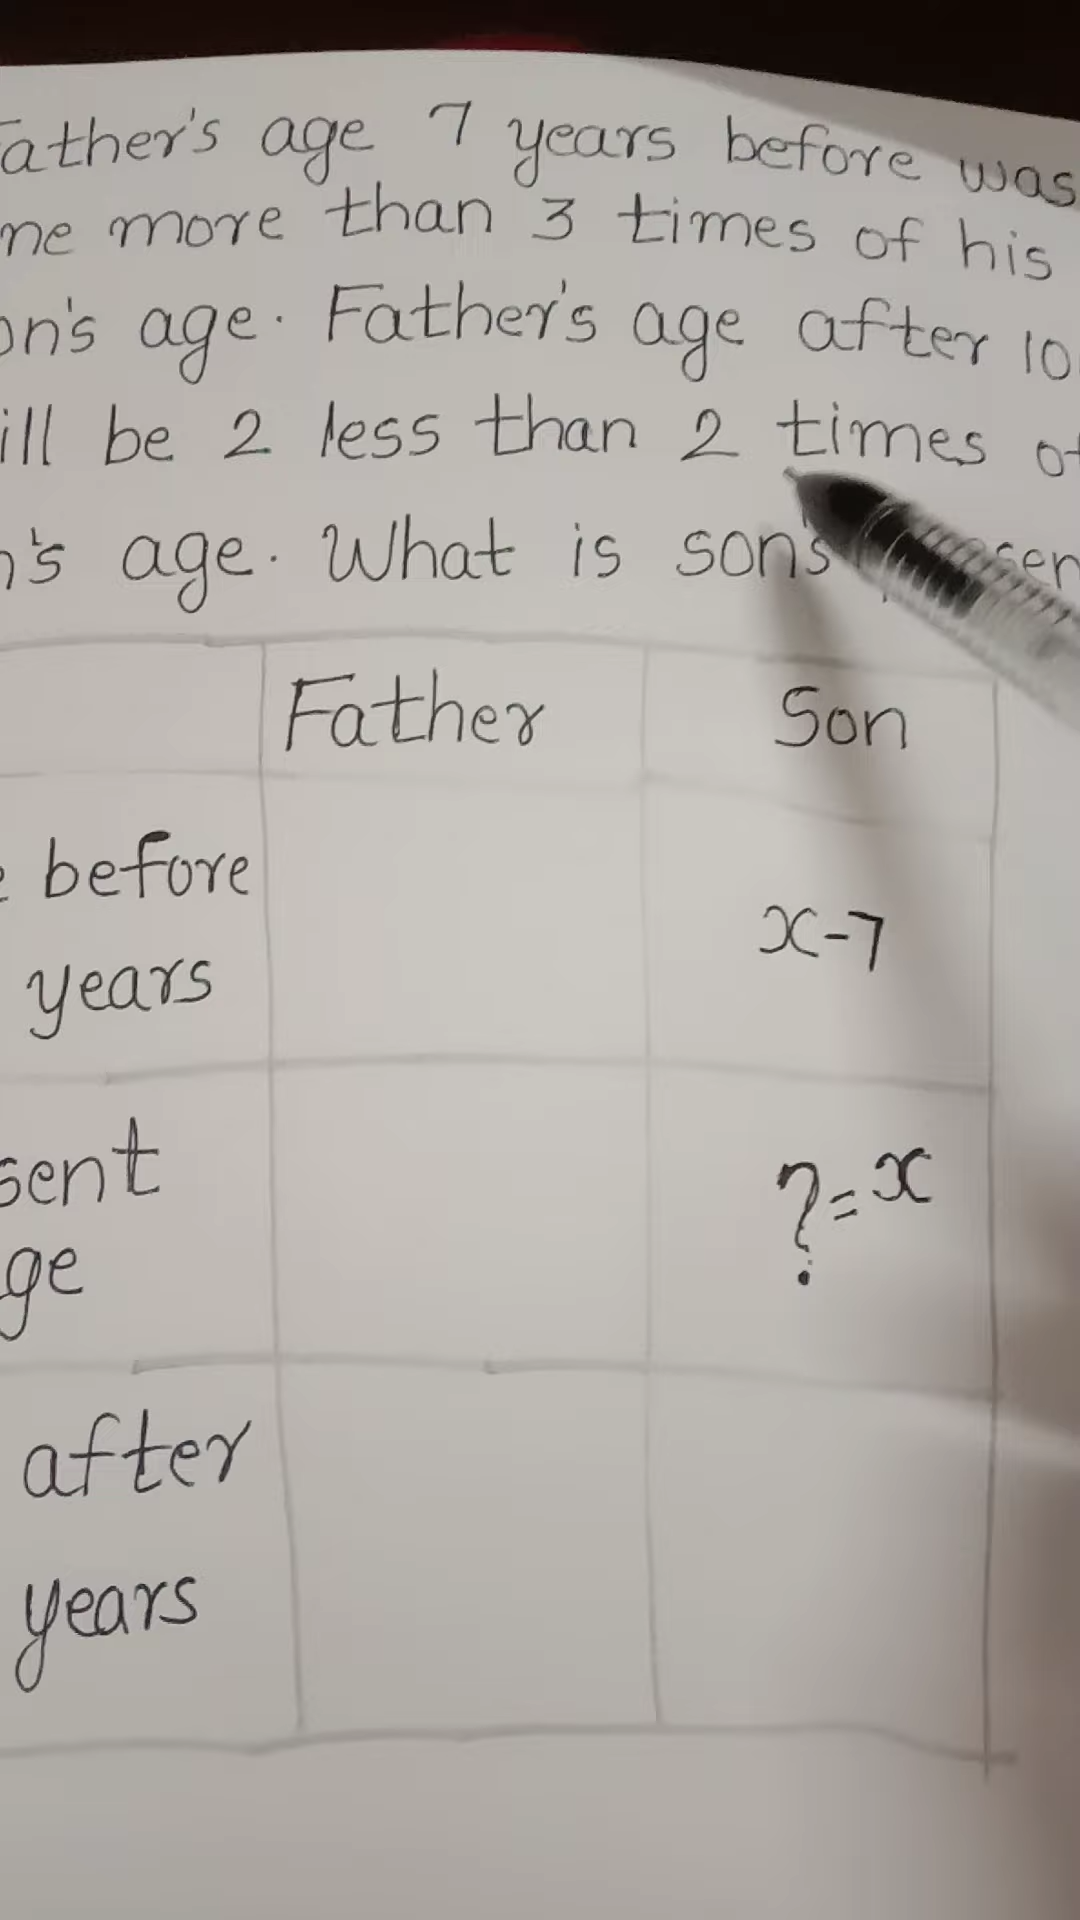 Father's age 7 years before was
ne more than 3 times of his
on's age. Father's age after 10
ill be 2 less than 2 times of
n's age. What is son's
Father Son
before
years
x-7
sent
ge
?=x
after
years